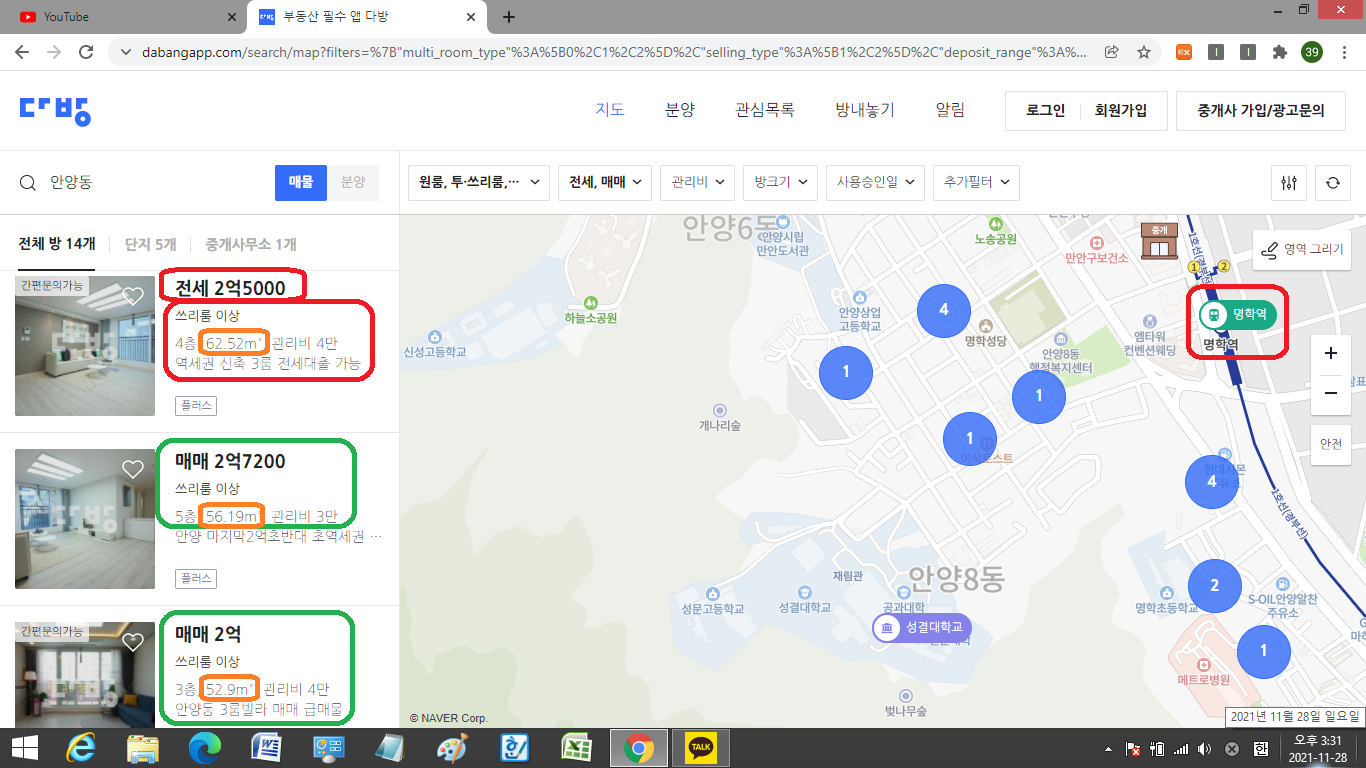 YouTube
부동산 필수 앱 다방
dabangapp.com/search/map?filters=%7B"multi_room_type"%3A%5B0%2C1%2C2%5D%2C"selling_type"%3A%5B1%2C2%5D%2C"deposit_range"%3A%...
39
다방
지도 분양 관심목록 방내놓기 알림 로그인 회원가입 중개사 가입/광고문의
안양동 매물 분양
원룸, 투·쓰리룸,··· 전세, 매매 관리비 방크기 사용승인일 추가필터
전체 방 14개 단지 5개 중개사무소 1개
간편문의가능
전세 2억5000
쓰리룸 이상
4층 62.52m² 관리비 4만
역세권 신축 3룸 전세대출 가능
플러스
다방
매매 2억7200
쓰리룸 이상
5층 56.19m² 관리비 3만
안양 마지막2억초반대 초역세권 ···
플러스
다방
간편문의가능
매매 2억
쓰리룸 이상
3층 52.9m² 관리비 4만
안양동 3룸빌라 매매 급매물
안양6동
안양시립
만안도서관
노송공원
만안구보건소
중개
1호선(경부선)
1
2
영역 그리기
하늘소공원
안양상업
고등학교
4
명학성당
명학역
명학역
신성고등학교
1
안양8동
행정복지센터
엠타워
컨벤션웨딩
+
−
안전
개나리숲
1
1
4
1호선(경부선)
재림관
안양8동
성문고등학교
성결대학교
공과대학
성결대학교
명학초등학교
2
S-OIL안양알찬
주유소
1
메트로병원
벚나무숲
© NAVER Corp.
2021년 11월 28일 일요일
TALK
한
오후 3:31
2021-11-28